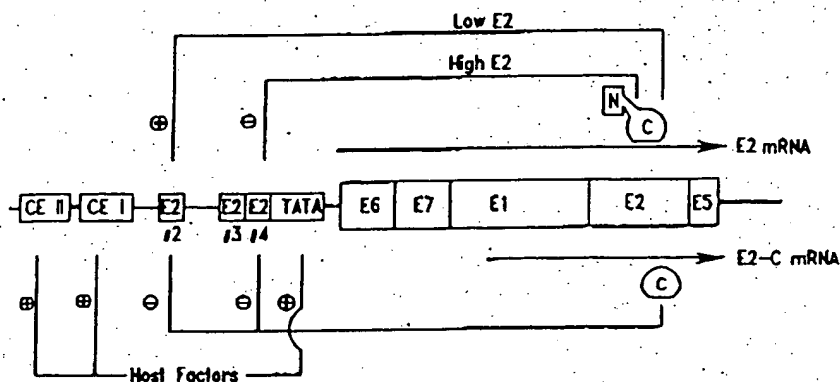 Low E2
High E2
⊕
⊖
N
C
E2 mRNA
CE II CE I E2 E2 E2 TATA E6 E7 E1 E2 E5
#2 #3 #4
E2-C mRNA
⊕ ⊕ ⊖ ⊖ ⊕
C
Host Factors